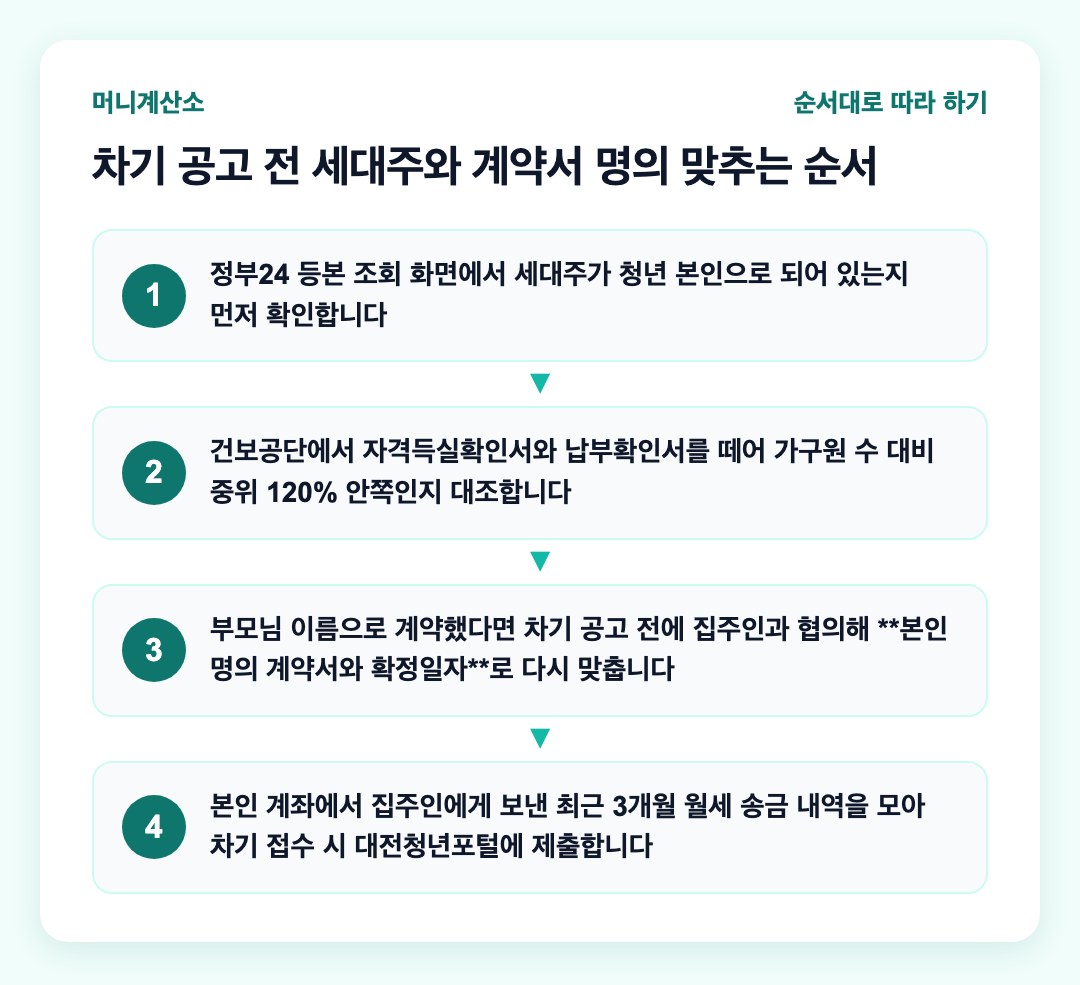 머니계산소
순서대로 따라 하기
차기 공고 전 세대주와 계약서 명의 맞추는 순서
1
정부24 등본 조회 화면에서 세대주가 청년 본인으로 되어 있는지
먼저 확인합니다
▼
2
건보공단에서 자격득실확인서와 납부확인서를 떼어 가구원 수 대비
중위 120% 안쪽인지 대조합니다
▼
3
부모님 이름으로 계약했다면 차기 공고 전에 집주인과 협의해 **본인
명의 계약서와 확정일자**로 다시 맞춥니다
▼
4
본인 계좌에서 집주인에게 보낸 최근 3개월 월세 송금 내역을 모아
차기 접수 시 대전청년포털에 제출합니다